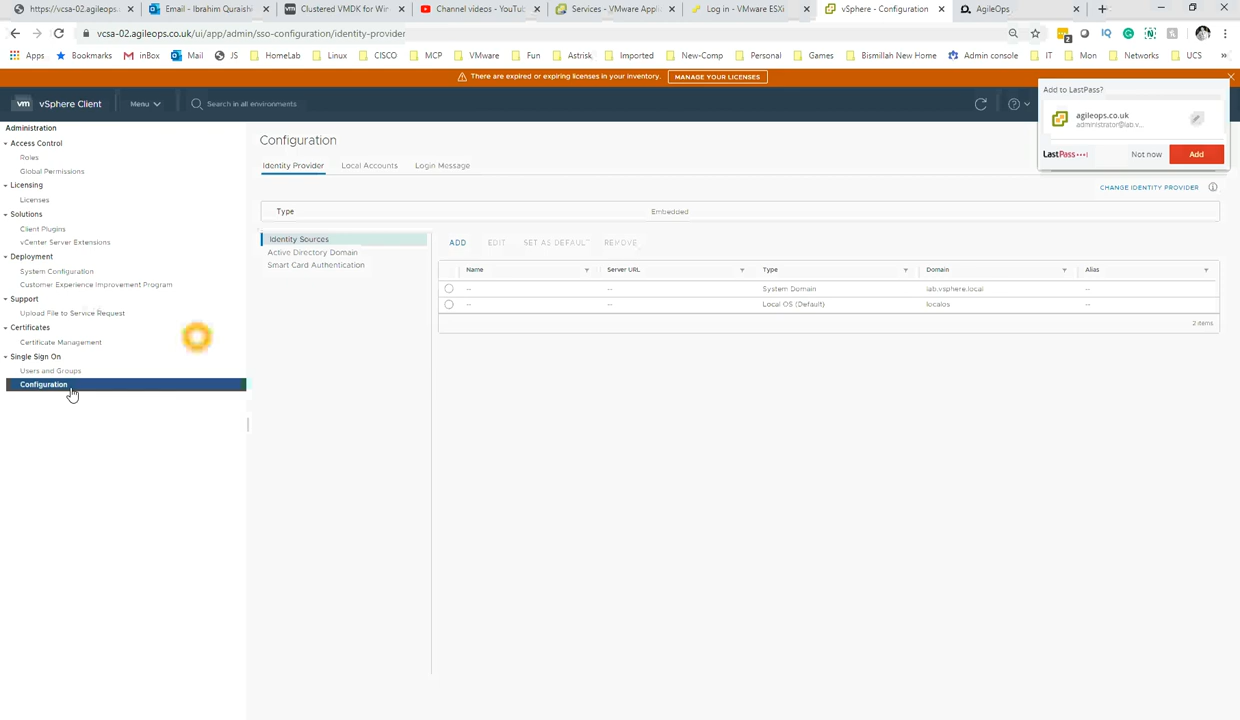 https://vcsa-02.agileops. Email - Ibrahim Quraishi Clustered VMDK for Win Channel videos - YouTu Services - VMware Appl Log in - VMware ESXi vSphere - Configuration AgileOps
vcsa-02.agileops.co.uk/ui/app/admin/sso-configuration/identity-provider
Apps Bookmarks inBox Mail JS HomeLab Linux CISCO MCP VMware Fun Astrisk Imported New-Comp Personal Games Bismillah New Home Admin console IT Mon Networks UCS »
There are expired or expiring licenses in your inventory. MANAGE YOUR LICENSES
vm vSphere Client Menu Search in all environments
Add to LastPass?
agileops.co.uk
administrator@lab.v...
LastPass Not now Add
Administration
Access Control
Roles
Global Permissions
Licensing
Licenses
Solutions
Client Plugins
vCenter Server Extensions
Deployment
System Configuration
Customer Experience Improvement Program
Support
Upload File to Service Request
Certificates
Certificate Management
Single Sign On
Users and Groups
Configuration
Configuration
Identity Provider Local Accounts Login Message
CHANGE IDENTITY PROVIDER
Type Embedded
Identity Sources
Active Directory Domain
Smart Card Authentication
ADD EDIT SET AS DEFAULT REMOVE
Name Server URL Type Domain Alias
-- -- System Domain lab.vsphere.local --
-- -- Local OS (Default) localos --
2 items